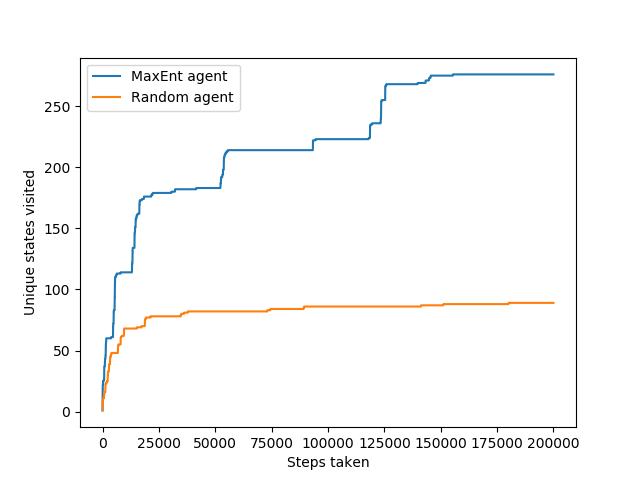 MaxEnt agent
Random agent
250
200
150
100
50
0
Unique states visited
0 25000 50000 75000 100000 125000 150000 175000 200000
Steps taken